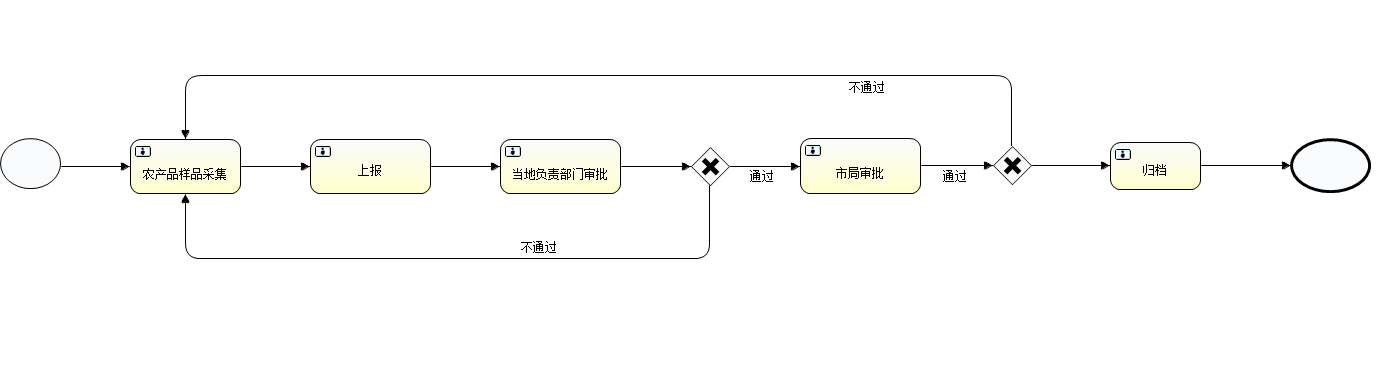 不通过
农产品样品采集
上报
当地负责部门审批
通过
市局审批
通过
归档
不通过